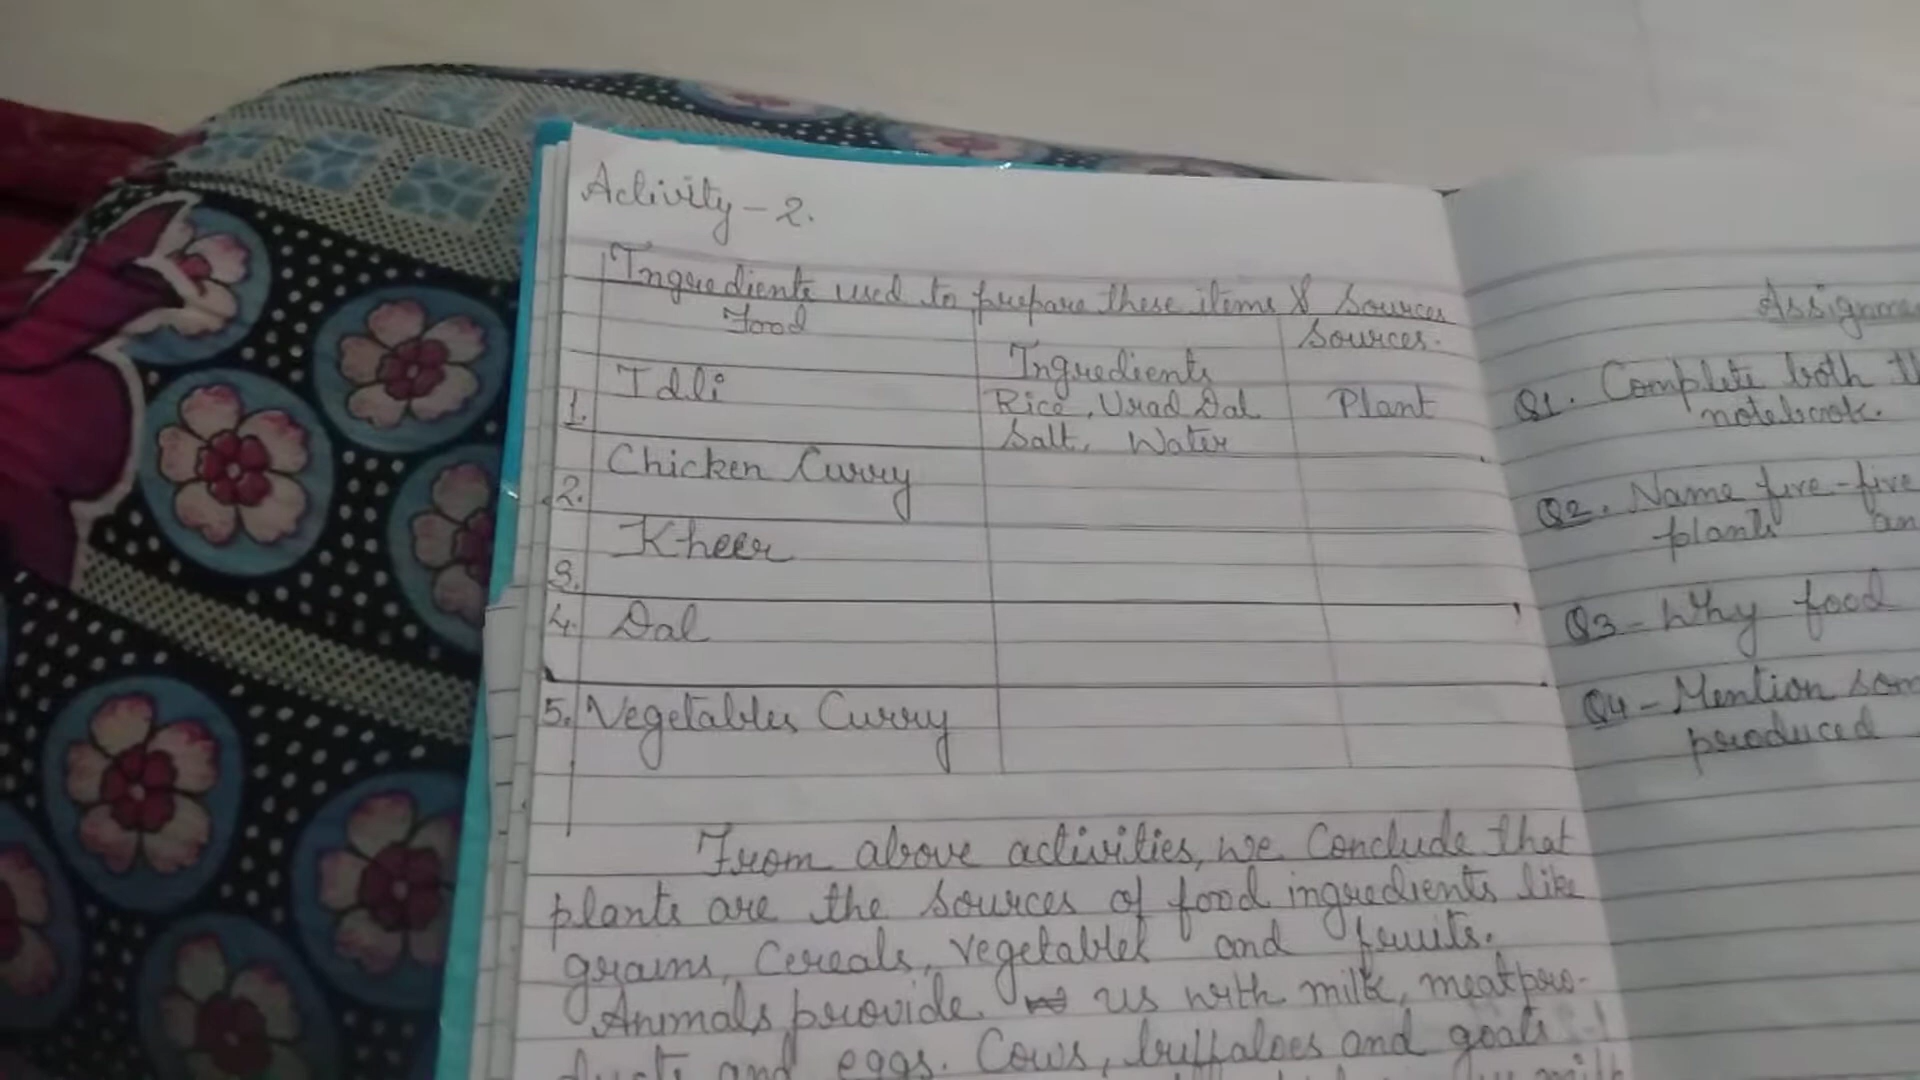 Activity - 2.
Ingredients used to prepare these items & Sources
Food
Ingredients
Sources.
1. Idli
Rice, Urad Dal
Salt, Water
Plant
2. Chicken Curry
3. Kheer
4. Dal
5. Vegetables Curry
From above activities, we Conclude that
plants are the sources of food ingredients like
grains, Cereals, vegetables and fruits.
Animals provide us with milk, meat pro-
ducts and eggs. Cows, buffaloes and goats
milk
Q1. Complete both
notebook.
Q2. Name five-five
plants an
Q3 - Why food
Q4 - Mention som
produced